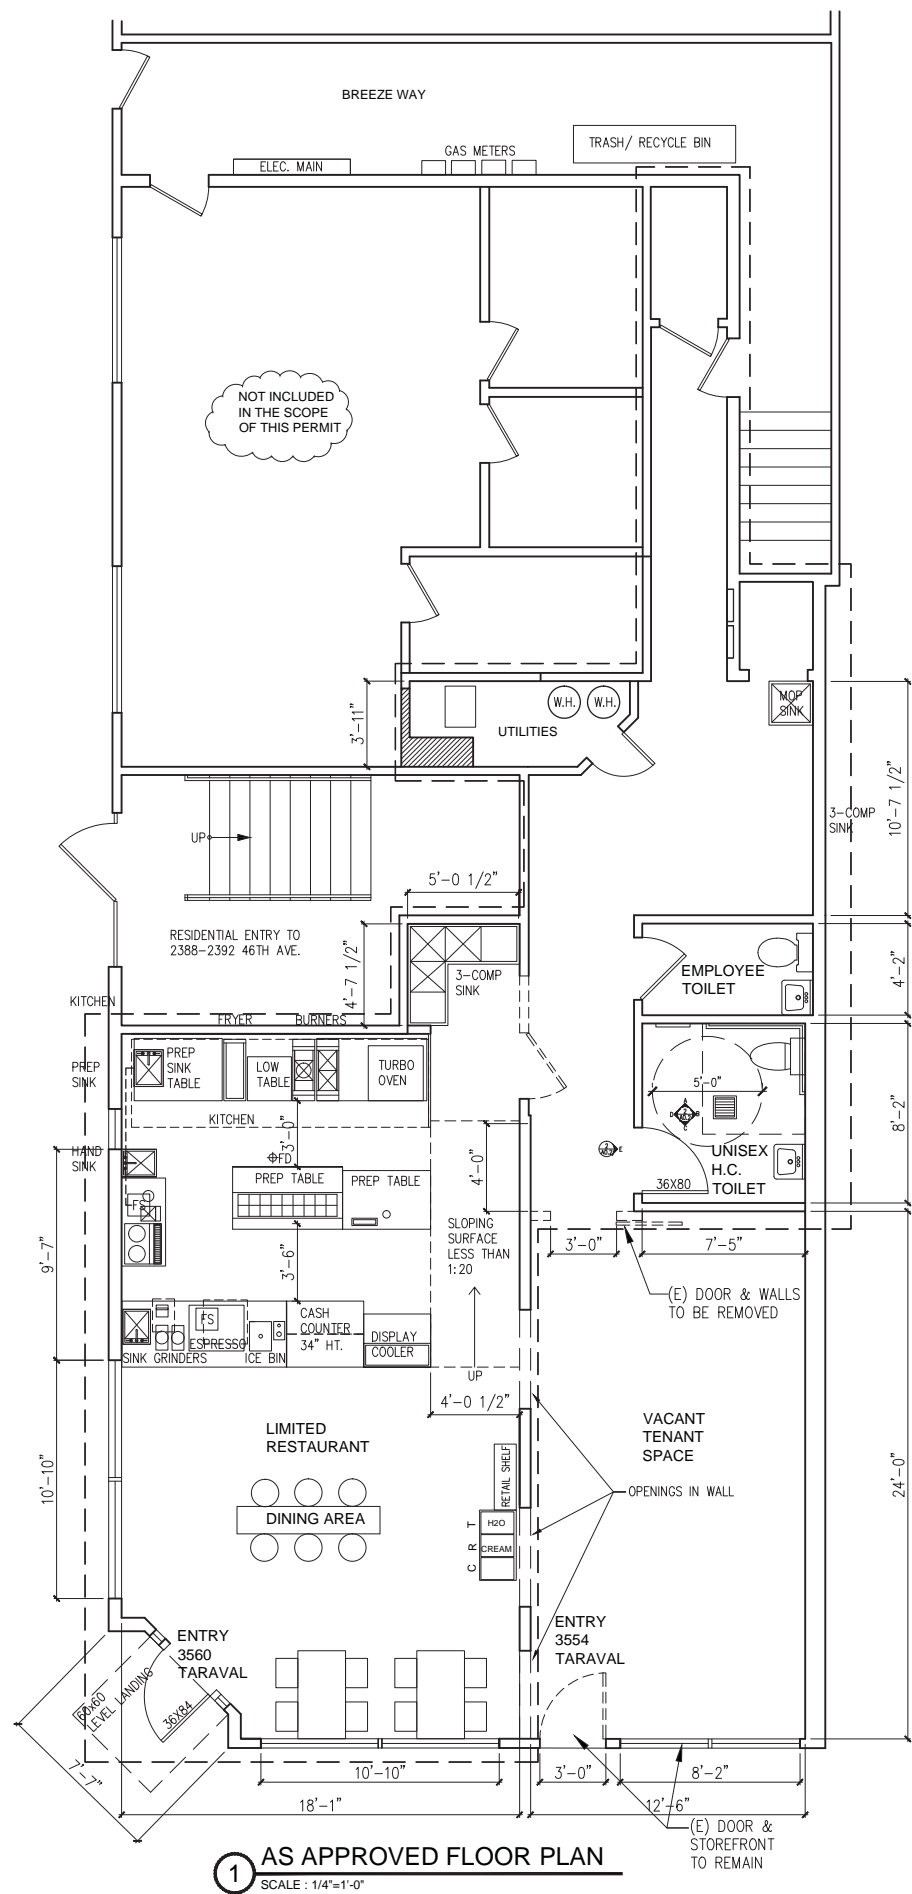 BREEZE WAY
TRASH/ RECYCLE BIN
GAS METERS
ELEC. MAIN
NOT INCLUDED
IN THE SCOPE
OF THIS PERMIT
MOP
SINK
W.H.
W.H.
UTILITIES
3'-11"
10'-7 1/2"
3-COMP
SINK
UP
5'-0 1/2"
RESIDENTIAL ENTRY TO
2388-2392 46TH AVE.
4'-7 1/2"
3-COMP
SINK
EMPLOYEE
TOILET
4'-2"
KITCHEN
FRYER
BURNERS
PREP
SINK
PREP
SINK
TABLE
LOW
TABLE
TURBO
OVEN
5'-0"
8'-2"
KITCHEN
3'-0"
HAND
SINK
FD
4'-0"
A
D
B
C
2
E
UNISEX
H.C.
TOILET
36X80
PREP TABLE
PREP TABLE
FS
SLOPING
SURFACE
LESS THAN
1:20
9'-7"
3'-6"
3'-0"
7'-5"
(E) DOOR & WALLS
TO BE REMOVED
CASH
COUNTER
34" HT.
FS
ESPRESSO
DISPLAY
COOLER
SINK
GRINDERS
ICE BIN
UP
4'-0 1/2"
LIMITED
RESTAURANT
VACANT
TENANT
SPACE
10'-10"
RETAIL SHELF
24'-0"
OPENINGS IN WALL
DINING AREA
H2O
CREAM
C R T
ENTRY
3560
TARAVAL
ENTRY
3554
TARAVAL
60x60
LEVEL LANDING
36X84
7'-7"
10'-10"
3'-0"
8'-2"
18'-1"
12'-6"
(E) DOOR &
STOREFRONT
TO REMAIN
1
AS APPROVED FLOOR PLAN
SCALE : 1/4"=1'-0"